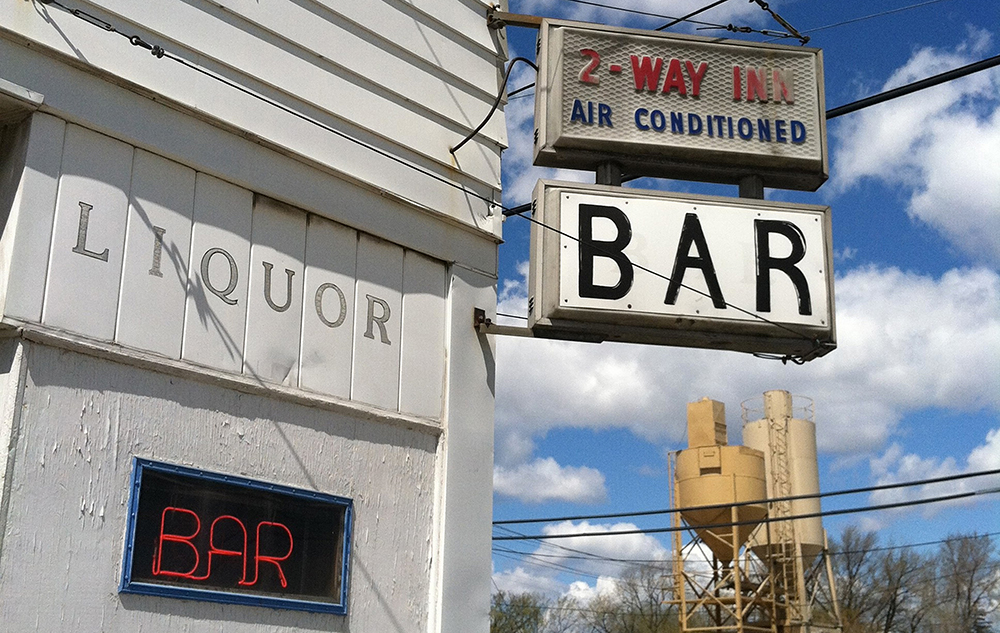 2-WAY INN
AIR CONDITIONED
BAR
LIQUOR
BAR